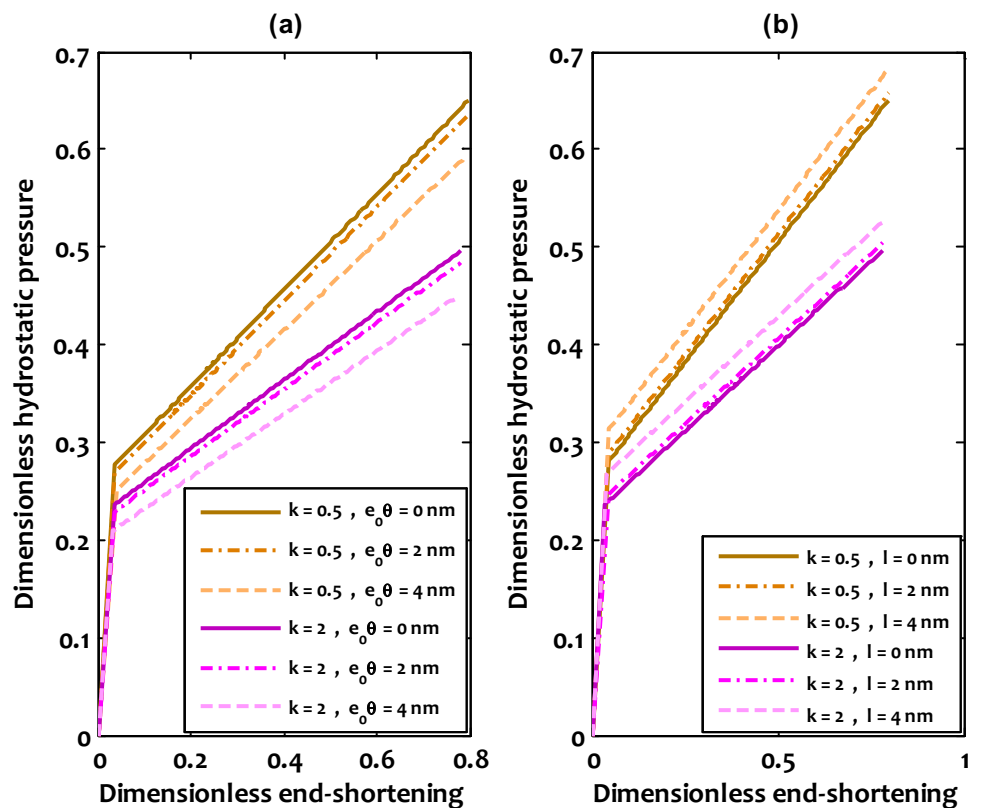 (a)
0.7
0.6
0.5
0.4
0.3
0.2
0.1
0
0
0.2
0.4
0.6
0.8
Dimensionless hydrostatic pressure
Dimensionless end-shortening
k = 0.5 , e₀θ = 0 nm
k = 0.5 , e₀θ = 2 nm
k = 0.5 , e₀θ = 4 nm
k = 2 , e₀θ = 0 nm
k = 2 , e₀θ = 2 nm
k = 2 , e₀θ = 4 nm
(b)
0.7
0.6
0.5
0.4
0.3
0.2
0.1
0
0
0.5
1
Dimensionless hydrostatic pressure
Dimensionless end-shortening
k = 0.5 , l = 0 nm
k = 0.5 , l = 2 nm
k = 0.5 , l = 4 nm
k = 2 , l = 0 nm
k = 2 , l = 2 nm
k = 2 , l = 4 nm